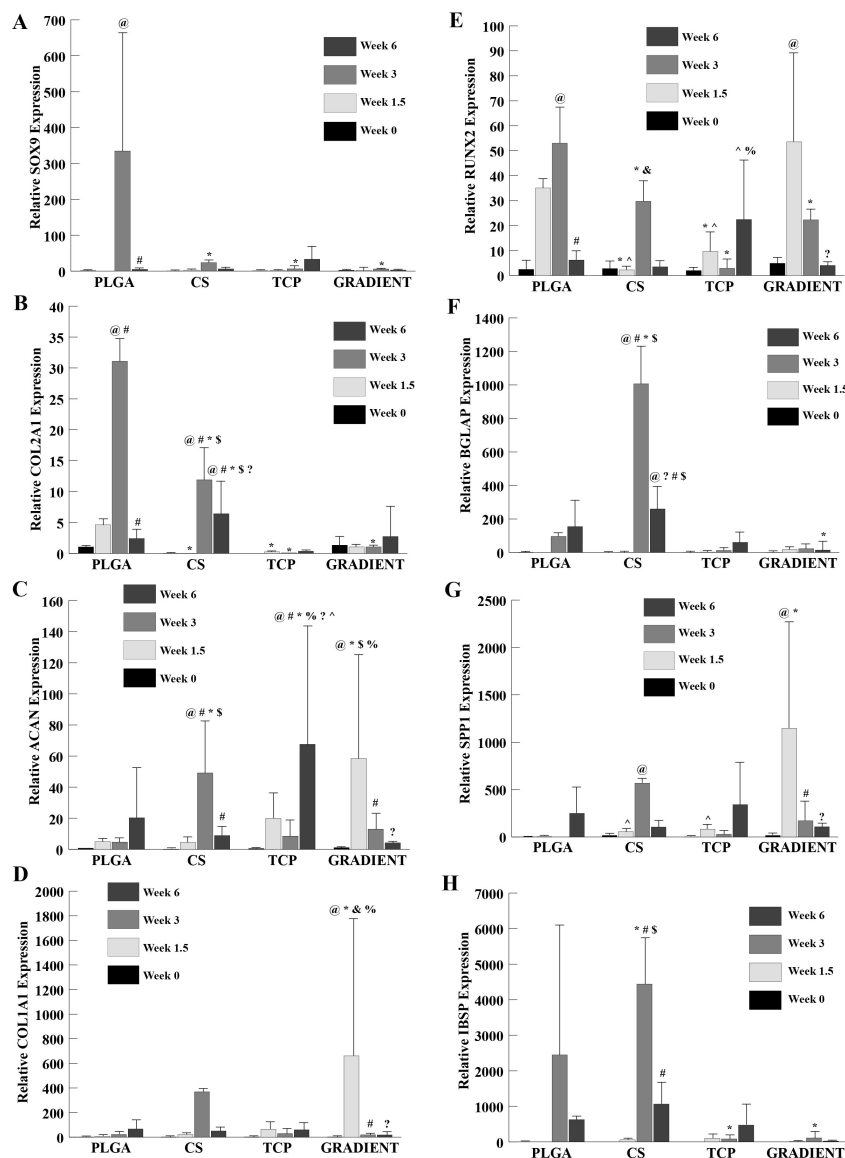 A
Relative SOX9 Expression
700
600
500
400
300
200
100
0
@
#
*
*
*
Week 6
Week 3
Week 1.5
Week 0
PLGA CS TCP GRADIENT
B
Relative COL2A1 Expression
40
35
30
25
20
15
10
5
0
@ #
#
*
@ # * $
@ # * $ ?
*
*
*
Week 6
Week 3
Week 1.5
Week 0
PLGA CS TCP GRADIENT
C
Relative ACAN Expression
160
140
120
100
80
60
40
20
0
Week 6
Week 3
Week 1.5
Week 0
@ # * $
#
@ # * % ? ^
@ * $ %
#
?
PLGA CS TCP GRADIENT
D
Relative COL1A1 Expression
2000
1800
1600
1400
1200
1000
800
600
400
200
0
Week 6
Week 3
Week 1.5
Week 0
@ * & %
#
?
PLGA CS TCP GRADIENT
E
Relative RUNX2 Expression
100
90
80
70
60
50
40
30
20
10
0
Week 6
Week 3
Week 1.5
Week 0
@
#
* ^
* &
* ^
*
^ %
@
*
?
PLGA CS TCP GRADIENT
F
Relative BGLAP Expression
1400
1200
1000
800
600
400
200
0
@ # * $
@ ? # $
*
Week 6
Week 3
Week 1.5
Week 0
PLGA CS TCP GRADIENT
G
Relative SPP1 Expression
2500
2000
1500
1000
500
0
Week 6
Week 3
Week 1.5
Week 0
^
@
^
@ *
#
?
PLGA CS TCP GRADIENT
H
Relative IBSP Expression
7000
6000
5000
4000
3000
2000
1000
0
* # $
#
*
*
Week 6
Week 3
Week 1.5
Week 0
PLGA CS TCP GRADIENT